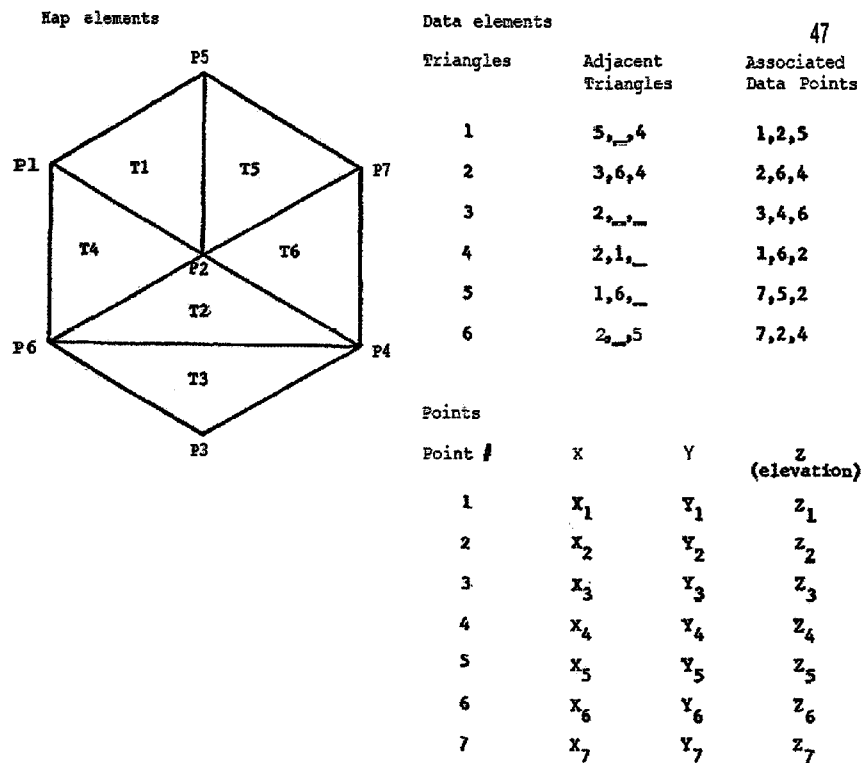 Map elements
P5
P1
T1
T5
P7
T4
P2
T6
T2
P6
P4
T3
P3
Data elements
47
Triangles Adjacent Triangles Associated Data Points
1 5,_,4 1,2,5
2 3,6,4 2,6,4
3 2,_,_ 3,4,6
4 2,1,_ 1,6,2
5 1,6,_ 7,5,2
6 2,_,5 7,2,4
Points
Point # X Y Z (elevation)
1 X1 Y1 Z1
2 X2 Y2 Z2
3 X3 Y3 Z3
4 X4 Y4 Z4
5 X5 Y5 Z5
6 X6 Y6 Z6
7 X7 Y7 Z7